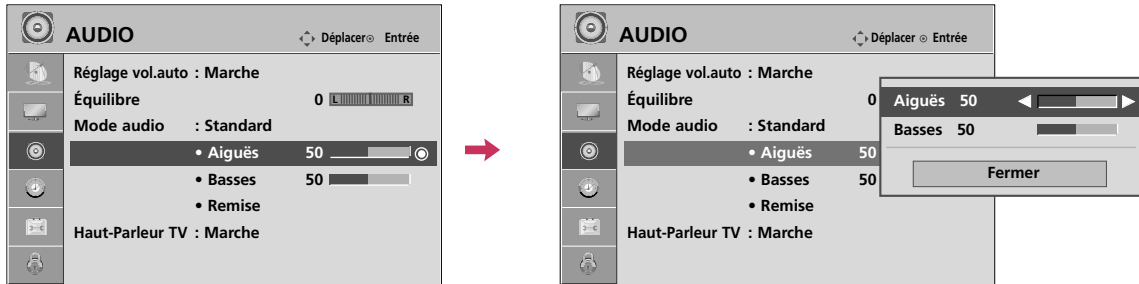 AUDIO
Déplacer Entrée
Réglage vol.auto : Marche
Équilibre 0 L R
Mode audio : Standard
• Aiguës 50
• Basses 50
• Remise
Haut-Parleur TV : Marche
AUDIO
Déplacer Entrée
Réglage vol.auto : Marche
Équilibre 0
Mode audio : Standard
• Aiguës 50
• Basses 50
• Remise
Haut-Parleur TV : Marche
Aiguës 50
Basses 50
Fermer